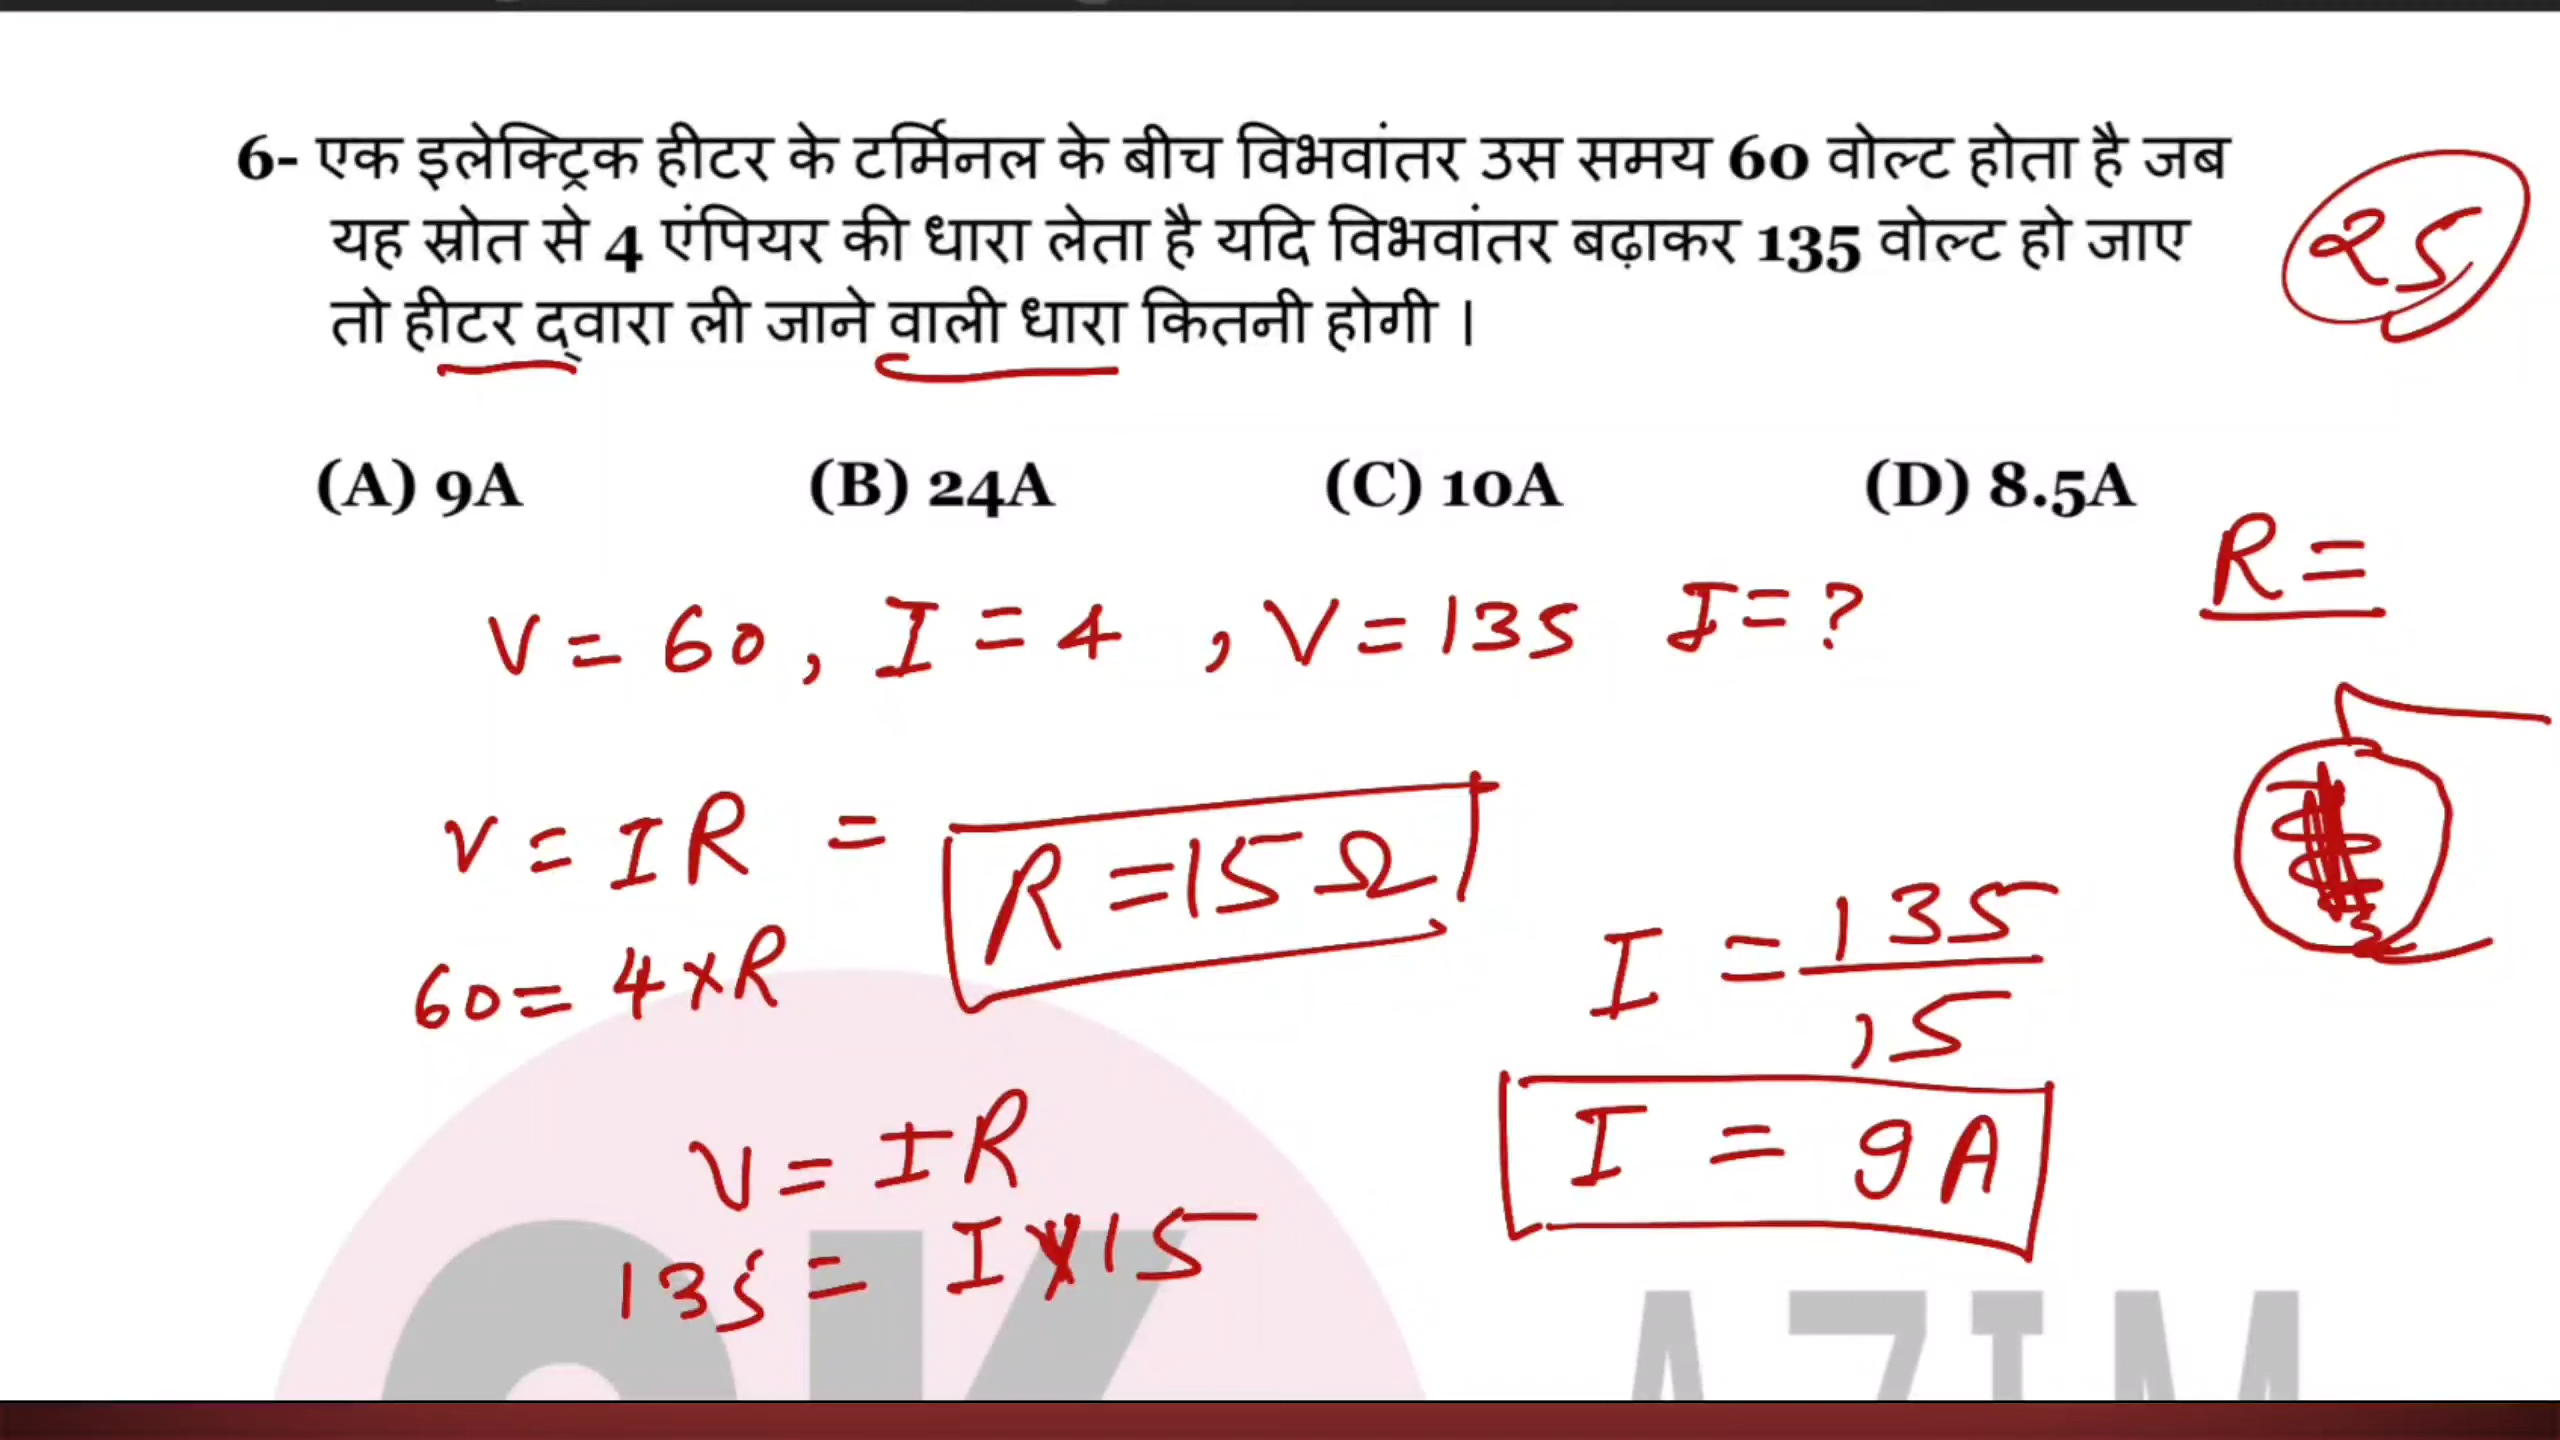 6- एक इलेक्ट्रिक हीटर के टर्मिनल के बीच विभवांतर उस समय 60 वोल्ट होता है जब
यह स्रोत से 4 एंपियर की धारा लेता है यदि विभवांतर बढ़ाकर 135 वोल्ट हो जाए
तो हीटर द्वारा ली जाने वाली धारा कितनी होगी ।
25
(A) 9A (B) 24A (C) 10A (D) 8.5A
R =
V = 60, I = 4 , V = 135 I = ?
V = IR = R = 15 Ω
60 = 4 × R
I = 135/15
V = IR
I = 9A
135 = I × 15
AZIM